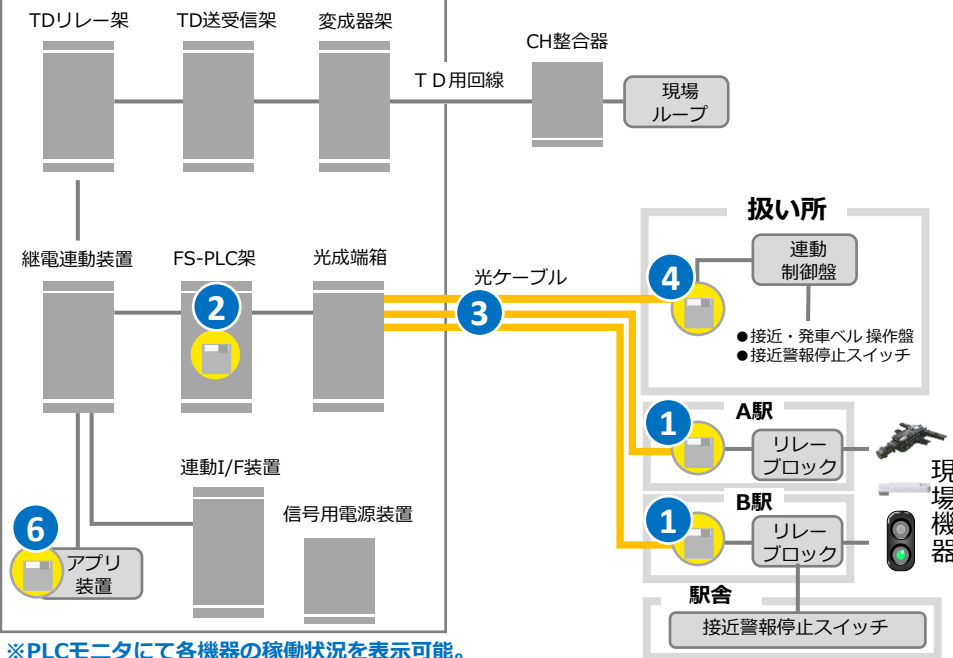 TDリレー架
TD送受信架
変成器架
CH整合器
ＴＤ用回線
現場
ループ
扱い所
継電連動装置
FS-PLC架
光成端箱
光ケーブル
連動
制御盤
2
3
4
●接近・発車ベル 操作盤
●接近警報停止スイッチ
A駅
1
リレー
ブロック
現場機器
連動I/F装置
信号用電源装置
B駅
1
リレー
ブロック
6
アプリ
装置
駅舎
接近警報停止スイッチ
※PLCモニタにて各機器の稼働状況を表示可能。